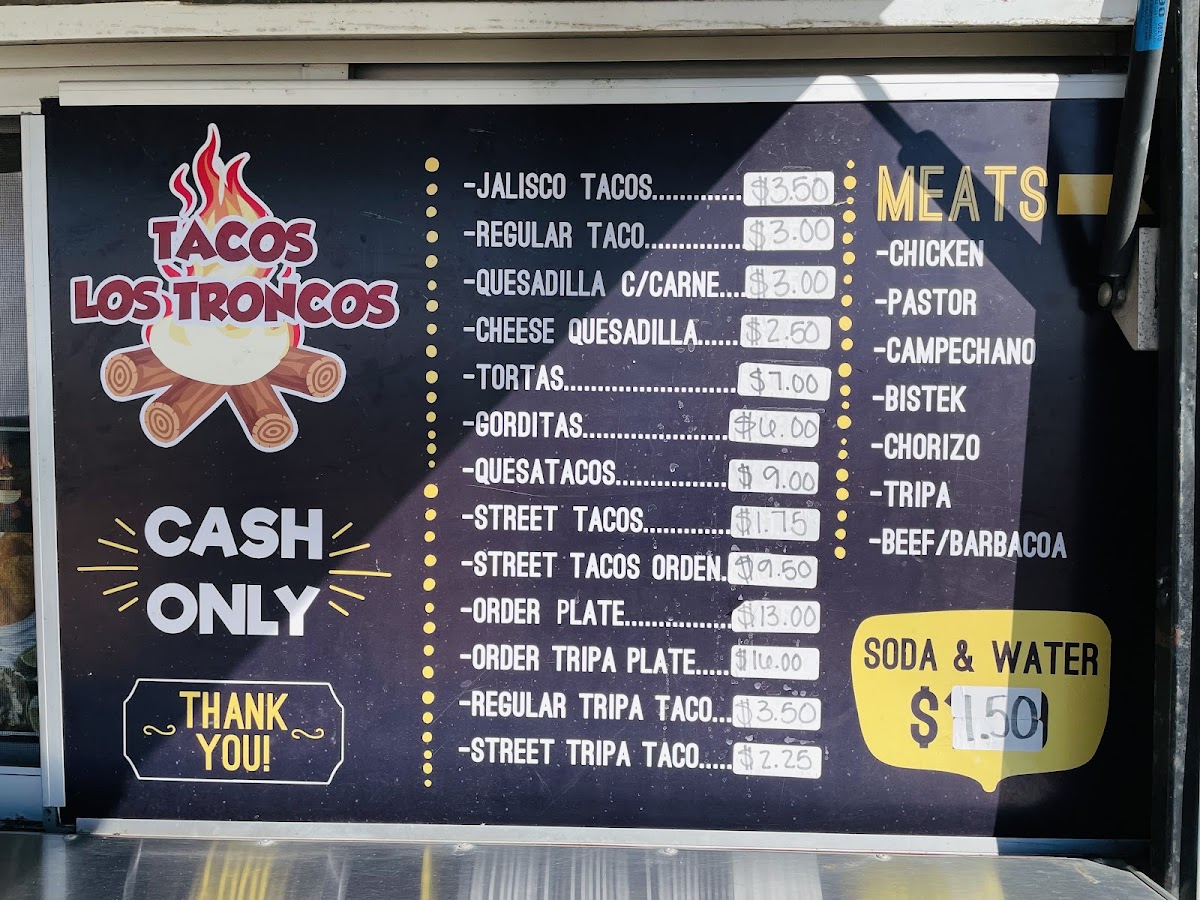 TACOS
LOS TRONCOS
CASH
ONLY
THANK
YOU!
-JALISCO TACOS............$3.50
-REGULAR TACO.............$3.00
-QUESADILLA C/CARNE....$3.00
-CHEESE QUESADILLA......$2.50
-TORTAS........................$7.00
-GORDITAS.....................$6.00
-QUESATACOS................$9.00
-STREET TACOS............$1.75
-STREET TACOS ORDEN.$9.50
-ORDER PLATE...............$13.00
-ORDER TRIPA PLATE.....$16.00
-REGULAR TRIPA TACO...$3.50
-STREET TRIPA TACO.....$2.25
MEATS
-CHICKEN
-PASTOR
-CAMPECHANO
-BISTEK
-CHORIZO
-TRIPA
-BEEF/BARBACOA
SODA & WATER
$1.50